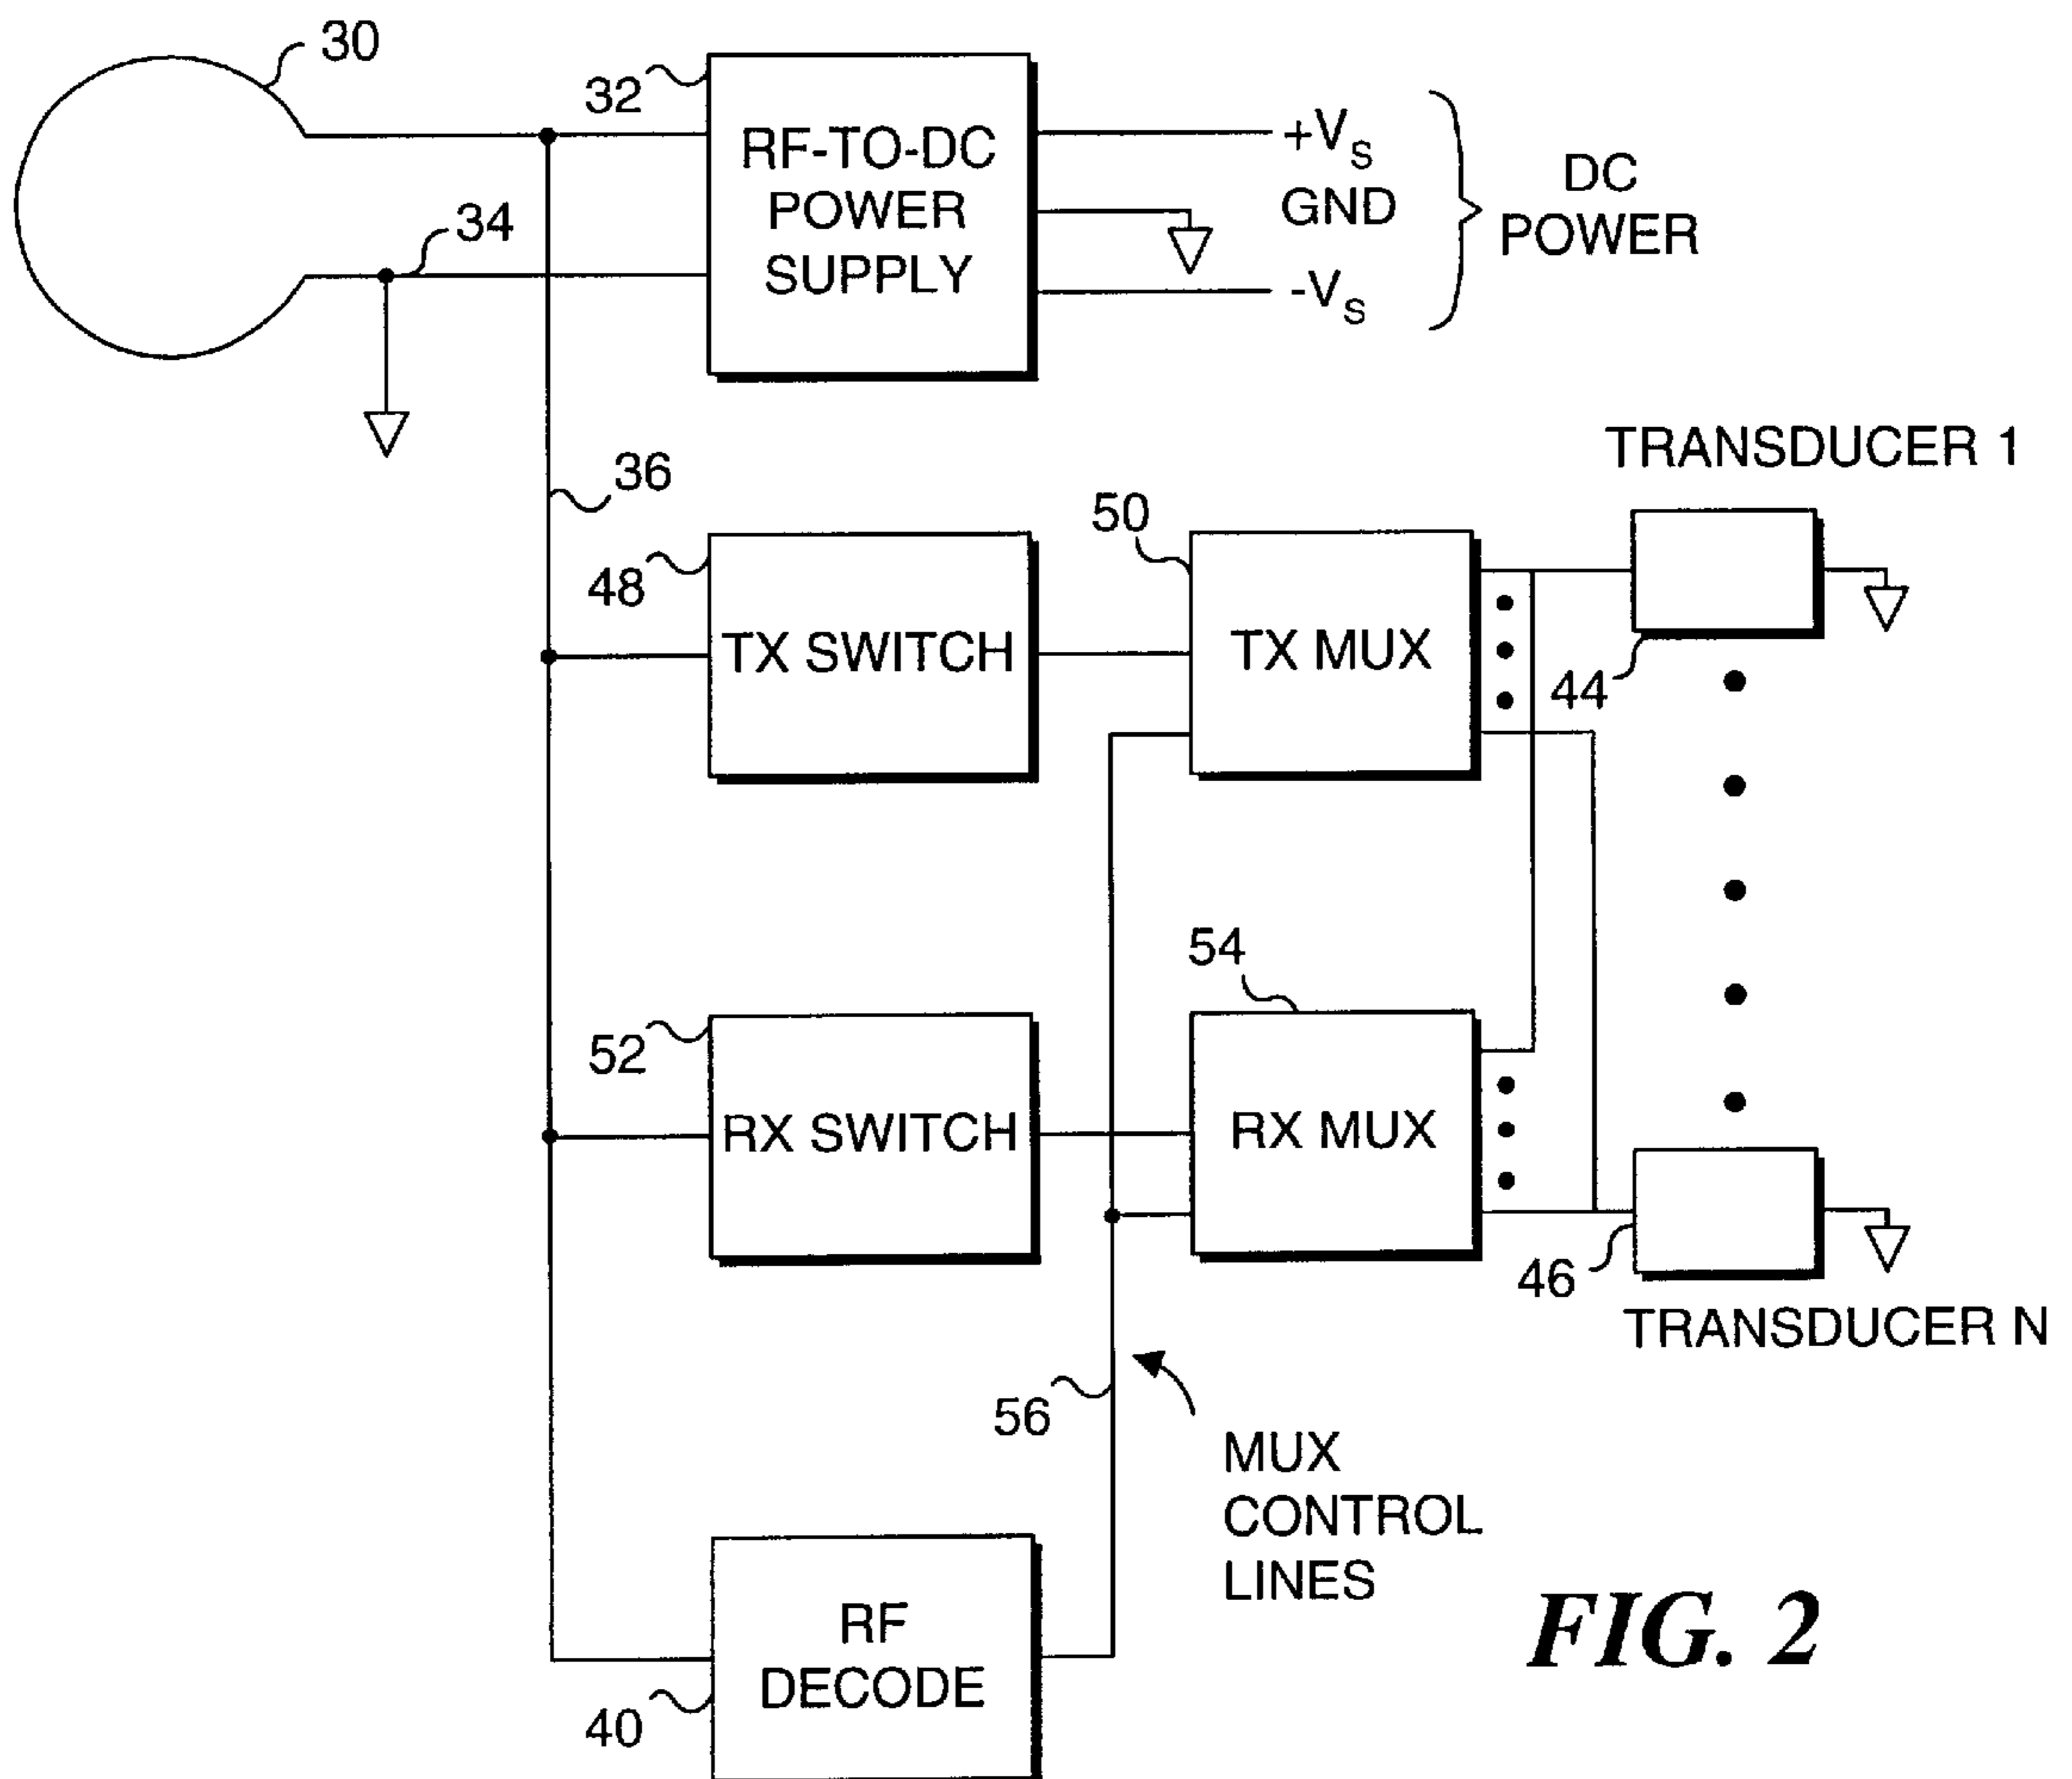 30
32
RF-TO-DC
POWER
SUPPLY
+VS
GND
-VS
DC
POWER
34
36
TRANSDUCER 1
50
48
TX SWITCH
TX MUX
44
54
52
RX SWITCH
RX MUX
46
TRANSDUCER N
56
MUX
CONTROL
LINES
RF
DECODE
40
FIG. 2